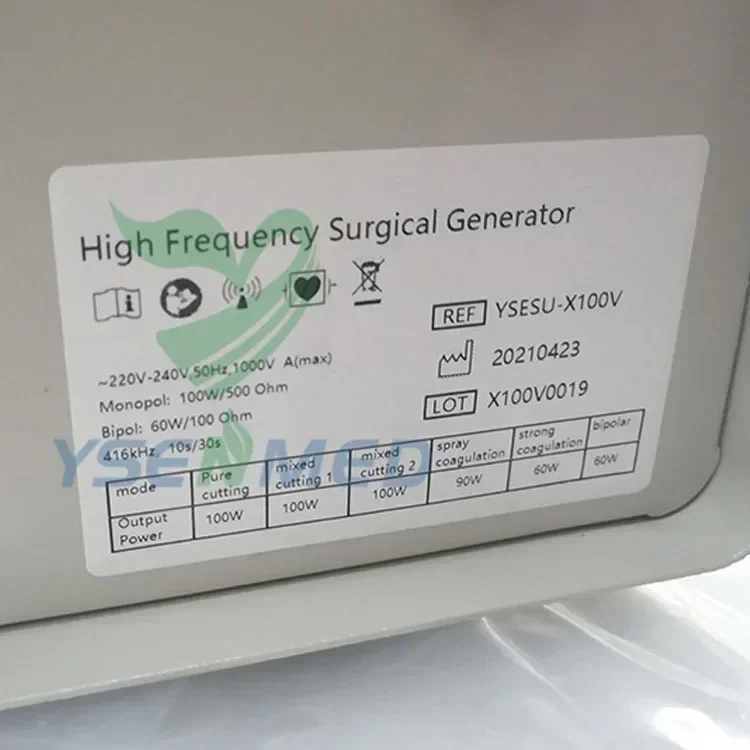 High Frequency Surgical Generator
REF YSESU-X100V
20210423
LOT X100V0019
~220V-240V,50Hz,1000V A(max)
Monopol: 100W/500 Ohm
Bipol: 60W/100 Ohm
416kHz, 10s/30s
mode Pure cutting mixed cutting 1 mixed cutting 2 spray coagulation strong coagulation bipolar
Output Power 100W 100W 100W 90W 60W 60W
YSENMED